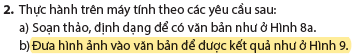 2. Thực hành trên máy tính theo các yêu cầu sau:
a) Soạn thảo, định dạng để có văn bản như ở Hình 8a.
b) Đưa hình ảnh vào văn bản để được kết quả như ở Hình 9.